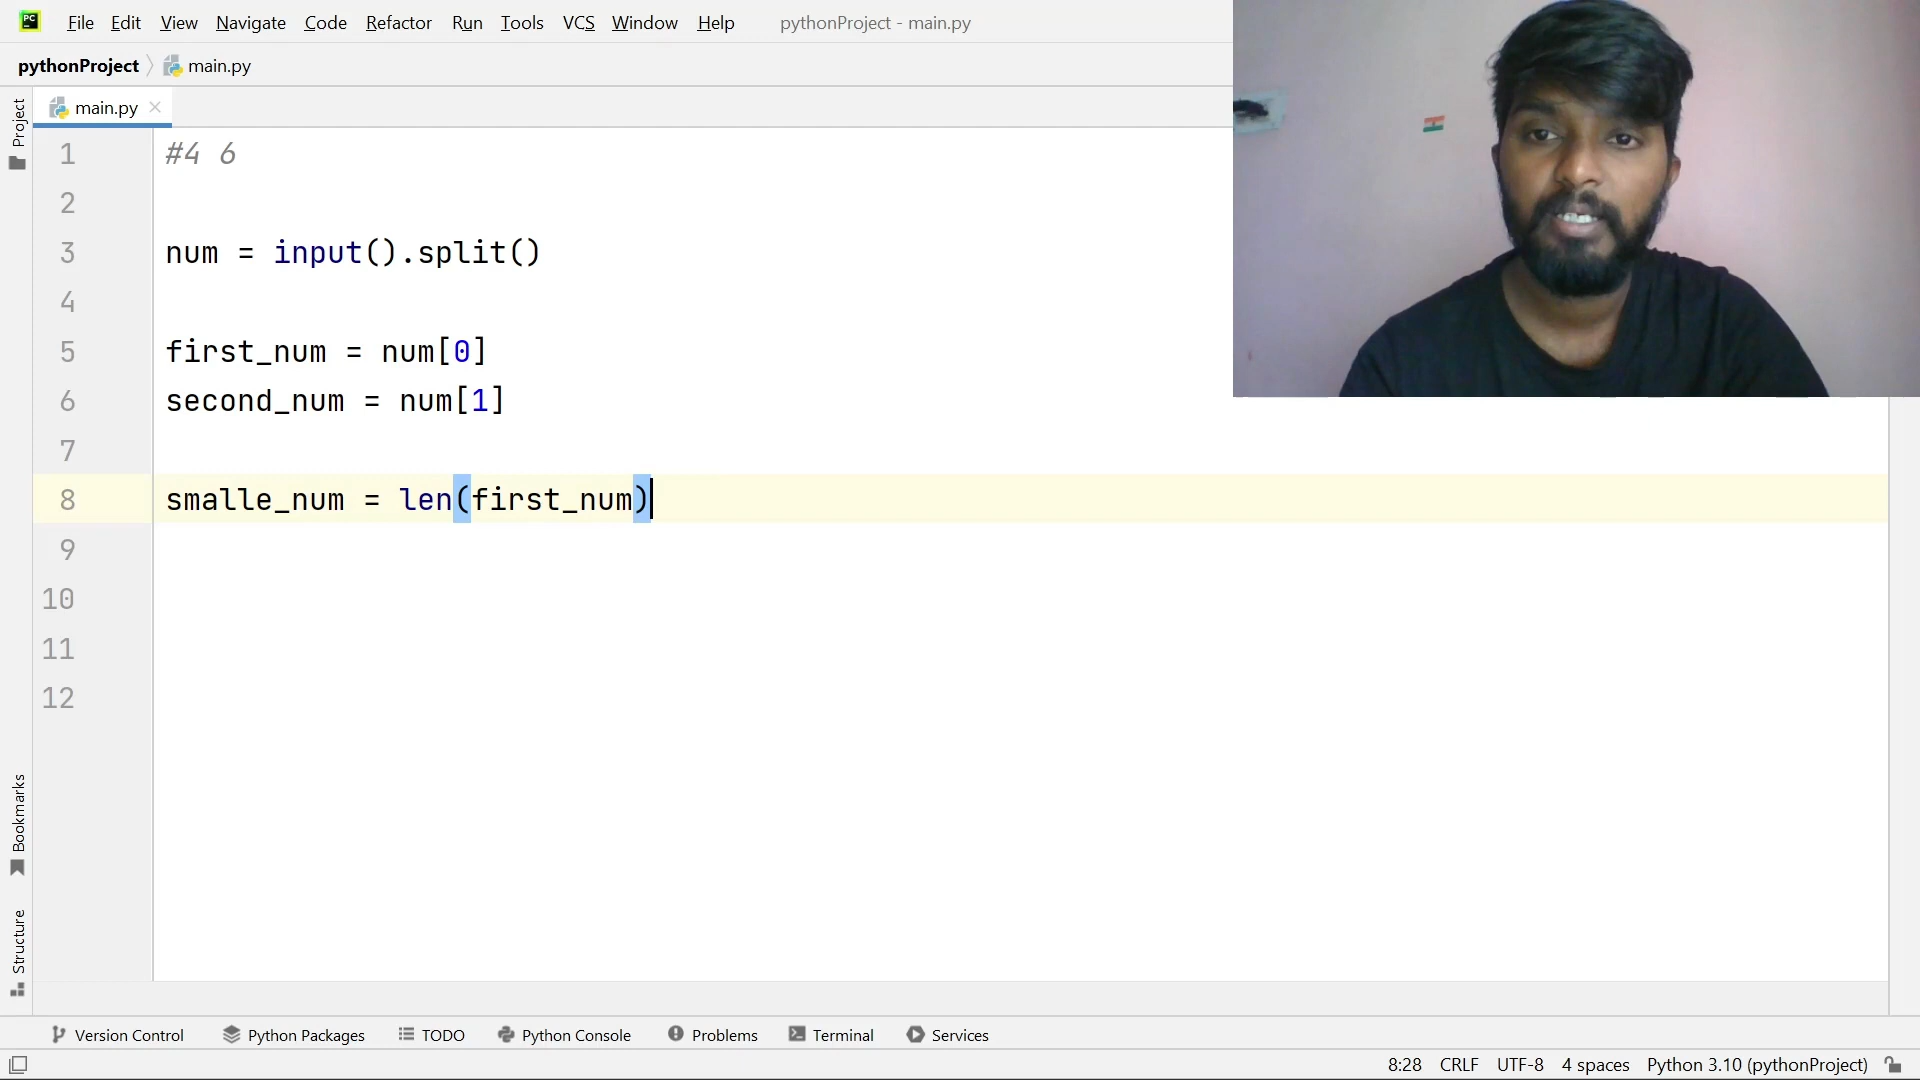 PC File Edit View Navigate Code Refactor Run Tools VCS Window Help pythonProject - main.py
pythonProject main.py
main.py
Project
1 #4 6
2
3 num = input().split()
4
5 first_num = num[0]
6 second_num = num[1]
7
8 smalle_num = len(first_num)
9
10
11
12
Bookmarks
Structure
Version Control Python Packages TODO Python Console Problems Terminal Services
8:28 CRLF UTF-8 4 spaces Python 3.10 (pythonProject)